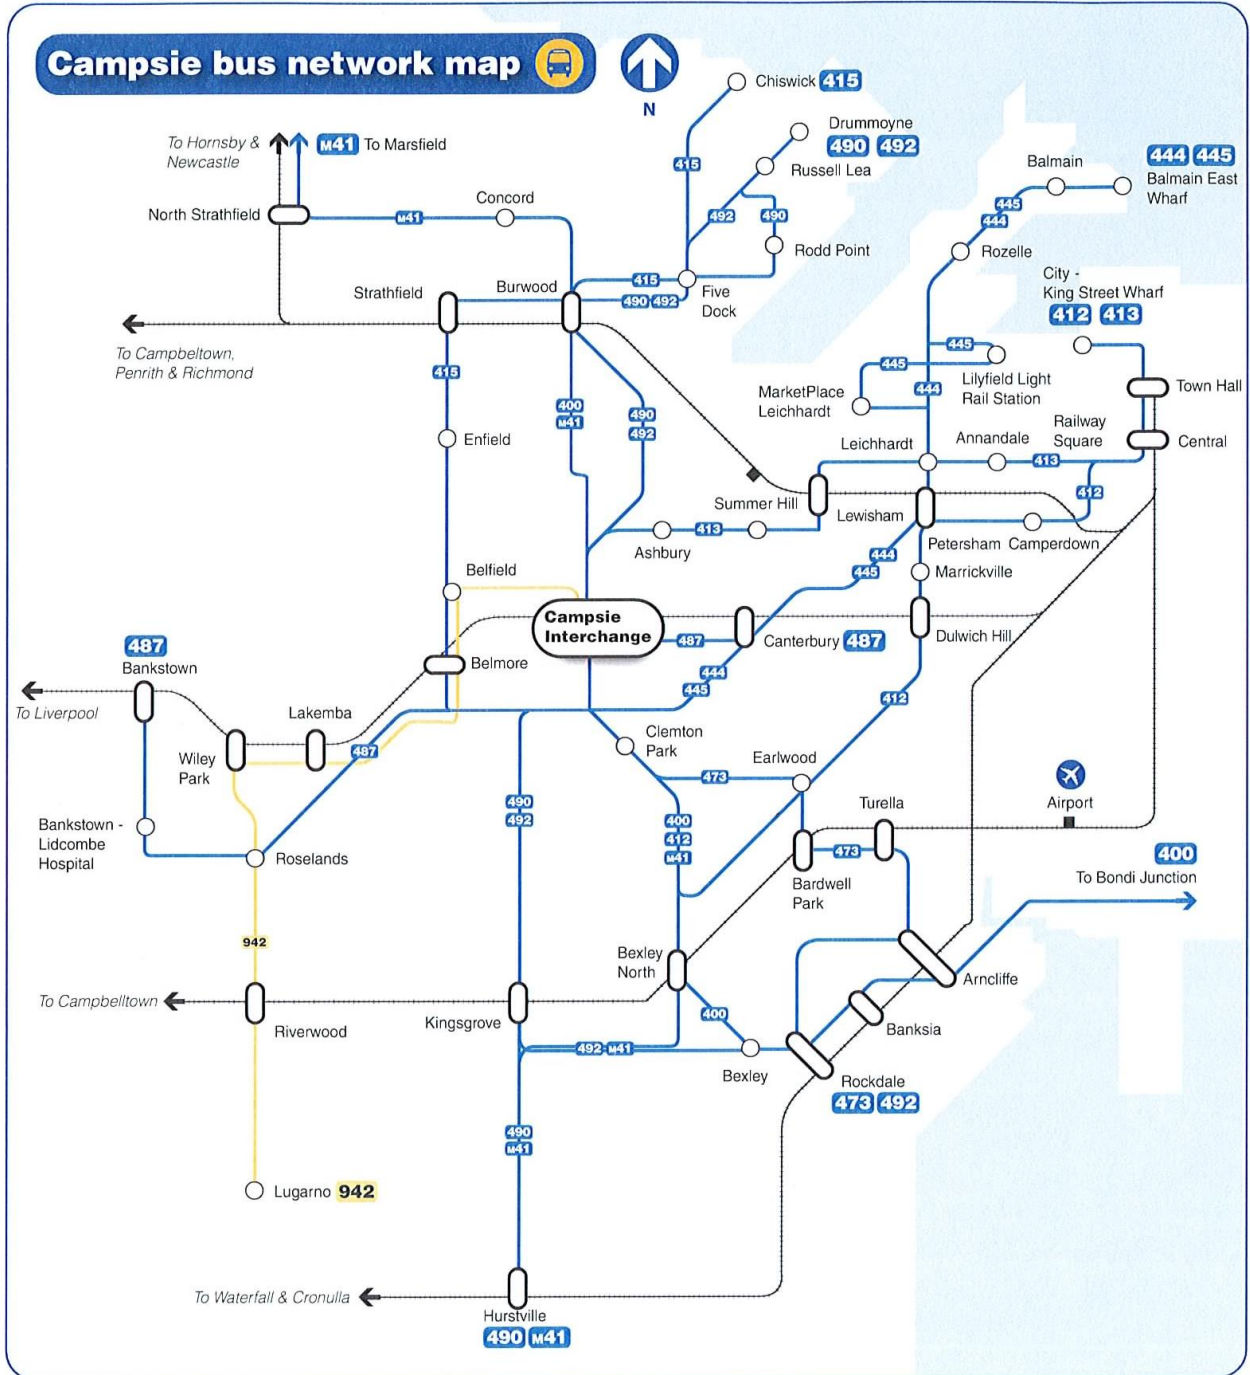 Campsie bus network map
N
Chiswick 415
Drummoyne
490 492
415
Russell Lea
To Hornsby &
Newcastle
M41 To Marsfield
444 445
Balmain East
Wharf
Balmain
445
444
Concord
North Strathfield
M41
492
490
Rodd Point
Rozelle
City -
King Street Wharf
412 413
Strathfield
Burwood
415
490 492
Five
Dock
To Campbeltown,
Penrith & Richmond
415
445
445
Lilyfield Light
Rail Station
444
MarketPlace
Leichhardt
Town Hall
400
M41
490
492
Enfield
Leichhardt
Annandale
Railway
Square
413
Central
412
Summer Hill
Lewisham
413
Ashbury
Petersham
Camperdown
444
445
Marrickville
Belfield
Campsie
Interchange
487
Canterbury 487
Dulwich Hill
487
Bankstown
Belmore
444
445
412
To Liverpool
Lakemba
Wiley
Park
487
Clemton
Park
Earlwood
473
Airport
490
492
400
412
M41
Turella
Bankstown -
Lidcombe
Hospital
Roselands
473
Bardwell
Park
400
To Bondi Junction
942
Bexley
North
Arncliffe
To Campbelltown
Riverwood
Kingsgrove
400
Banksia
492 M41
Bexley
Rockdale
473 492
490
M41
Lugarno 942
To Waterfall & Cronulla
Hurstville
490 M41